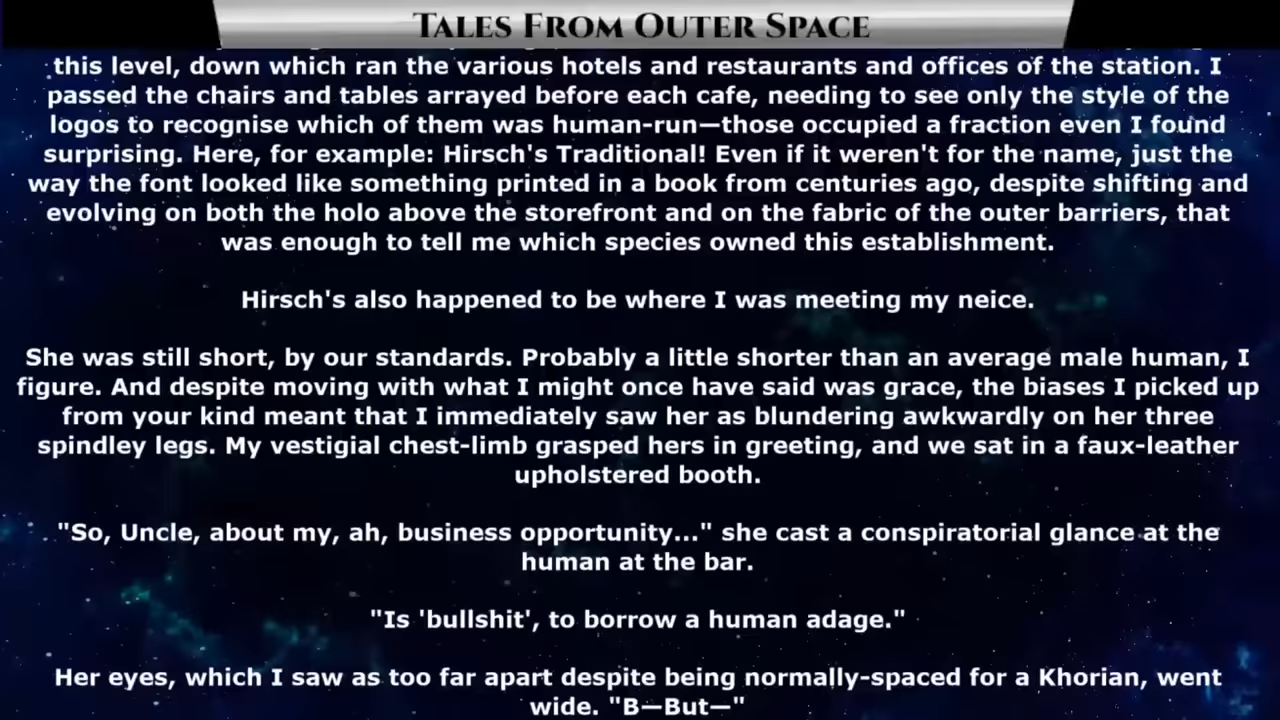 Tales From Outer Space
this level, down which ran the various hotels and restaurants and offices of the station. I
passed the chairs and tables arrayed before each cafe, needing to see only the style of the
logos to recognise which of them was human-run—those occupied a fraction even I found
surprising. Here, for example: Hirsch's Traditional! Even if it weren't for the name, just the
way the font looked like something printed in a book from centuries ago, despite shifting and
evolving on both the holo above the storefront and on the fabric of the outer barriers, that
was enough to tell me which species owned this establishment.
Hirsch's also happened to be where I was meeting my neice.
She was still short, by our standards. Probably a little shorter than an average male human, I
figure. And despite moving with what I might once have said was grace, the biases I picked up
from your kind meant that I immediately saw her as blundering awkwardly on her three
spindley legs. My vestigial chest-limb grasped hers in greeting, and we sat in a faux-leather
upholstered booth.
"So, Uncle, about my, ah, business opportunity..." she cast a conspiratorial glance at the
human at the bar.
"Is 'bullshit', to borrow a human adage."
Her eyes, which I saw as too far apart despite being normally-spaced for a Khorian, went
wide. "B—But—"